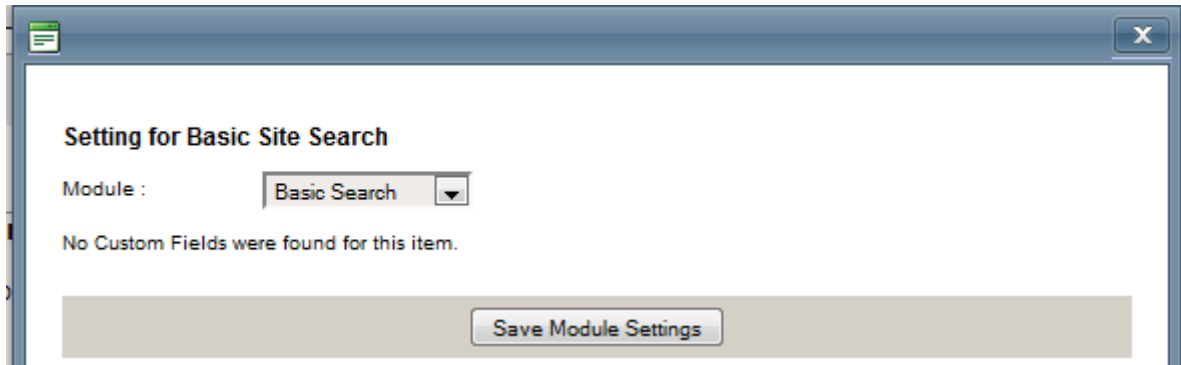 Setting for Basic Site Search
Module : Basic Search
No Custom Fields were found for this item.
Save Module Settings